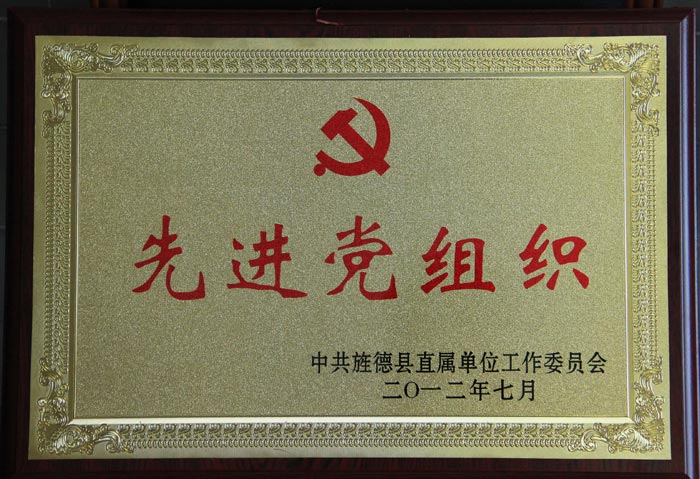 先进党组织
中共旌德县直属单位工作委员会
二〇一二年七月